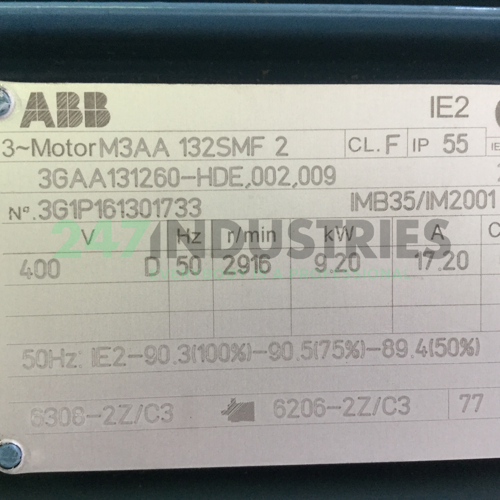 ABB IE2
3~Motor M3AA 132SMF 2 CL. F IP 55 IE
3GAA131260-HDE,002,009
Nº. 3G1P161301733 IMB35/IM2001
247INDUSTRIES
V Hz r/min kW A C
400 D 50 2916 9.20 17.20
50Hz: IE2-90.3(100%)-90.5(75%)-89.4(50%)
6306-2Z/C3 6206-2Z/C3 77